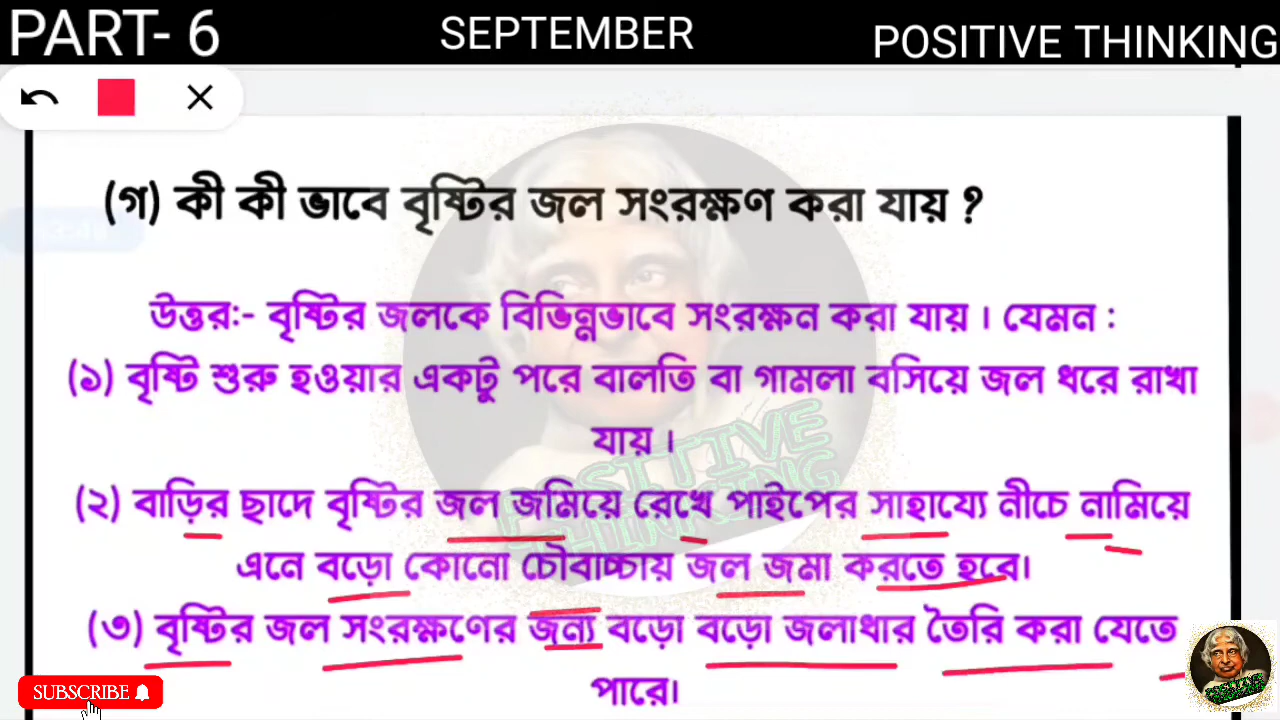 PART- 6 SEPTEMBER POSITIVE THINKING
(গ) কী কী ভাবে বৃষ্টির জল সংরক্ষণ করা যায় ?
উত্তর:- বৃষ্টির জলকে বিভিন্নভাবে সংরক্ষন করা যায় । যেমন :
(১) বৃষ্টি শুরু হওয়ার একটু পরে বালতি বা গামলা বসিয়ে জল ধরে রাখা
যায় ।
(২) বাড়ির ছাদে বৃষ্টির জল জমিয়ে রেখে পাইপের সাহায্যে নীচে নামিয়ে
এনে বড়ো কোনো চৌবাচ্চায় জল জমা করতে হবে।
(৩) বৃষ্টির জল সংরক্ষণের জন্য বড়ো বড়ো জলাধার তৈরি করা যেতে
পারে।
POSITIVE
THINKING
SUBSCRIBE